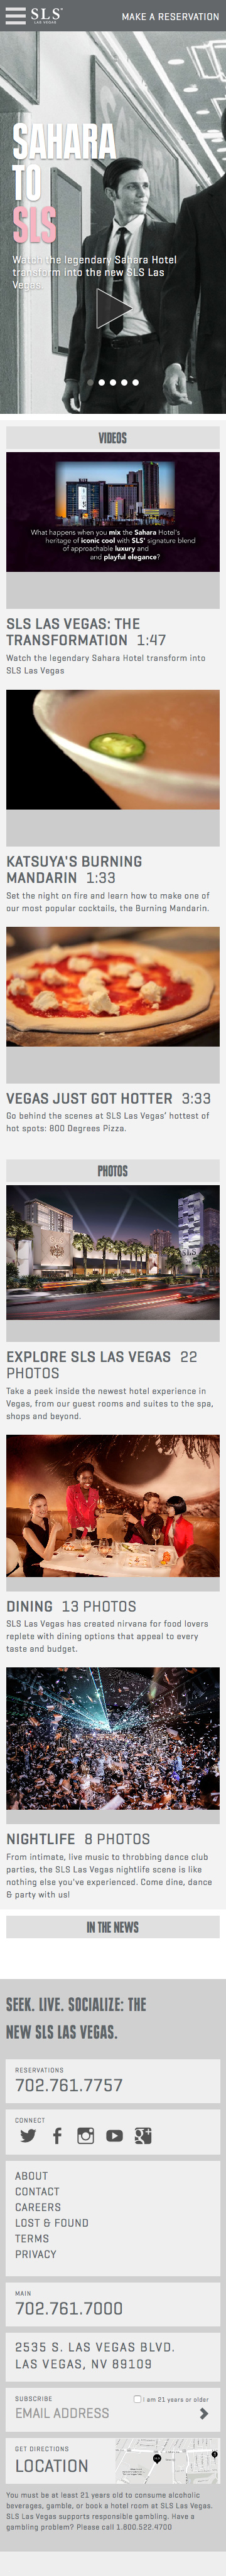 SLS
LAS VEGAS
MAKE A RESERVATION
SAHARA
TO
SLS
Watch the legendary Sahara Hotel
transform into the new SLS Las
Vegas.
VIDEOS
What happens when you mix the Sahara Hotel's
heritage of iconic cool with SLS' signature blend
of approachable luxury and
and playful elegance?
SLS LAS VEGAS: THE
TRANSFORMATION 1:47
Watch the legendary Sahara Hotel transform into
SLS Las Vegas
KATSUYA'S BURNING
MANDARIN 1:33
Set the night on fire and learn how to make one of
our most popular cocktails, the Burning Mandarin.
VEGAS JUST GOT HOTTER 3:33
Go behind the scenes at SLS Las Vegas' hottest of
hot spots: 800 Degrees Pizza.
PHOTOS
SLS
EXPLORE SLS LAS VEGAS 22
PHOTOS
Take a peek inside the newest hotel experience in
Vegas, from our guest rooms and suites to the spa,
shops and beyond.
DINING 13 PHOTOS
SLS Las Vegas has created nirvana for food lovers
replete with dining options that appeal to every
taste and budget.
NIGHTLIFE 8 PHOTOS
From intimate, live music to throbbing dance club
parties, the SLS Las Vegas nightlife scene is like
nothing else you've experienced. Come dine, dance
& party with us!
IN THE NEWS
SEEK. LIVE. SOCIALIZE: THE
NEW SLS LAS VEGAS.
RESERVATIONS
702.761.7757
CONNECT
ABOUT
CONTACT
CAREERS
LOST & FOUND
TERMS
PRIVACY
MAIN
702.761.7000
2535 S. LAS VEGAS BLVD.
LAS VEGAS, NV 89109
SUBSCRIBE
I am 21 years or older
EMAIL ADDRESS
GET DIRECTIONS
LOCATION
You must be at least 21 years old to consume alcoholic
beverages, gamble, or book a hotel room at SLS Las Vegas.
SLS Las Vegas supports responsible gambling. Have a
gambling problem? Please call 1.800.522.4700